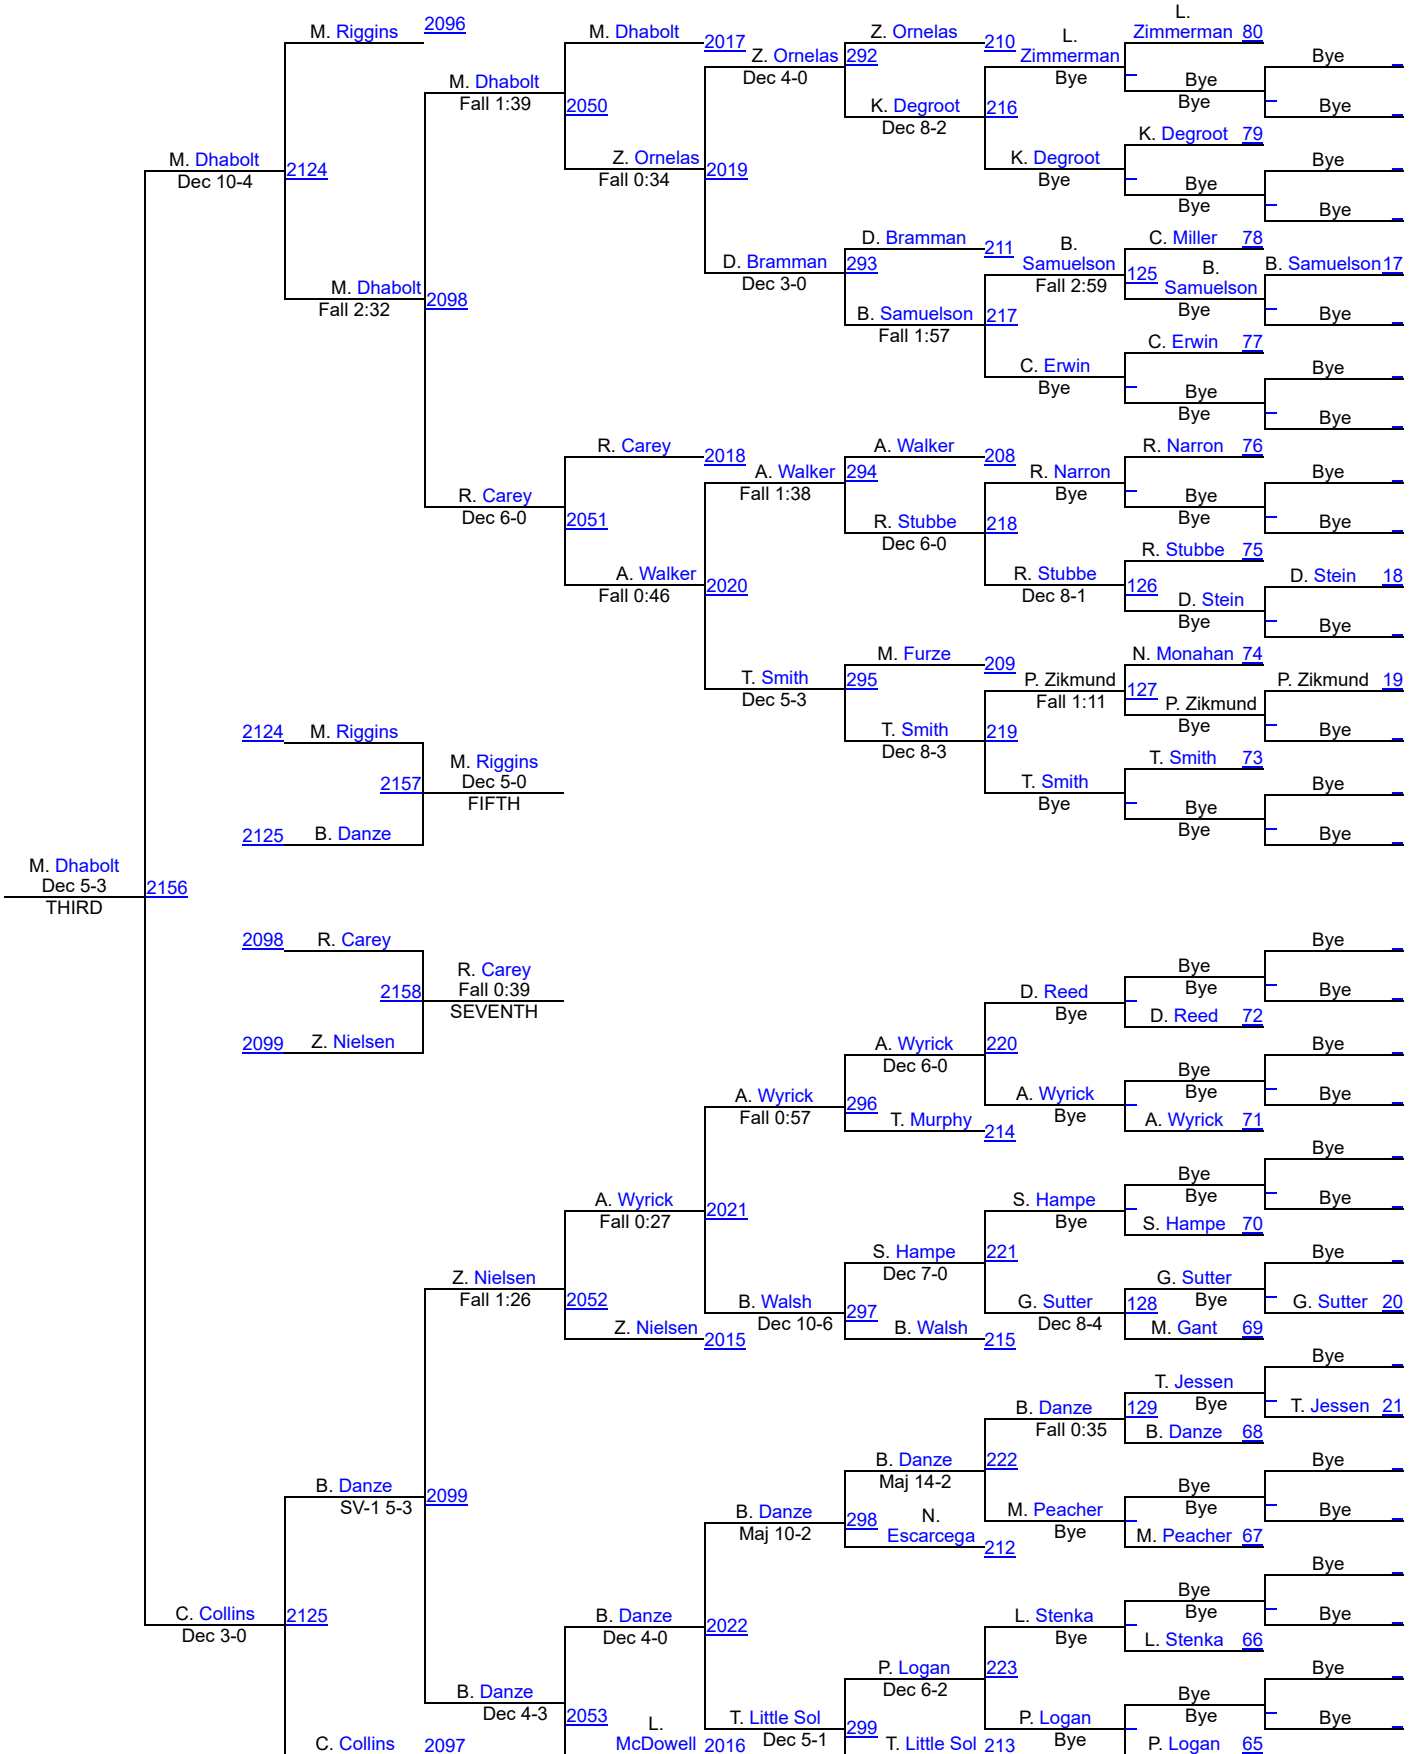 L.
M. Riggins 2096 M. Dhabolt Z. Ornelas L. Zimmerman 80
2017 210
Z. Ornelas 292 Zimmerman Bye
Dec 4-0 Bye Bye
M. Dhabolt Bye
Fall 1:39 2050 K. Degroot 216 Bye
Dec 8-2
K. Degroot 79
Z. Ornelas K. Degroot Bye
M. Dhabolt 2124 Fall 0:34 2019 Bye
Dec 10-4 Bye
Bye Bye
D. Bramman 211 B. C. Miller 78
D. Bramman 293 Samuelson 125 B. B. Samuelson 17
Dec 3-0 Fall 2:59 Samuelson
M. Dhabolt 2098 Bye
Fall 2:32 B. Samuelson 217 Bye
Fall 1:57
C. Erwin 77
C. Erwin Bye
Bye Bye
Bye Bye
R. Carey 2018 A. Walker 208 R. Narron 76
A. Walker 294 R. Narron Bye
Fall 1:38 Bye
R. Carey Bye
Dec 6-0 2051 R. Stubbe 218 Bye Bye
Dec 6-0
R. Stubbe 75
A. Walker 2020 R. Stubbe 126 D. Stein 18
Fall 0:46 Dec 8-1 D. Stein
Bye Bye
M. Furze 209 N. Monahan 74
T. Smith 295 P. Zikmund 127 P. Zikmund 19
Dec 5-3 Fall 1:11 P. Zikmund
2124 M. Riggins T. Smith 219 Bye Bye
Dec 8-3
M. Riggins T. Smith 73
2157 Dec 5-0 T. Smith Bye
FIFTH Bye Bye
2125 B. Danze Bye Bye
M. Dhabolt
Dec 5-3 2156
THIRD
2098 R. Carey Bye
R. Carey Bye
2158 Fall 0:39 D. Reed Bye Bye
SEVENTH Bye D. Reed 72
2099 Z. Nielsen A. Wyrick 220 Bye
Dec 6-0 Bye
A. Wyrick 296 A. Wyrick Bye Bye
Fall 0:57 T. Murphy 214 Bye A. Wyrick 71
Bye
Bye
A. Wyrick 2021 S. Hampe Bye Bye
Fall 0:27 Bye S. Hampe 70
S. Hampe 221 Bye
Dec 7-0
Z. Nielsen 2052 G. Sutter
Fall 1:26 B. Walsh 297 G. Sutter 128 Bye G. Sutter 20
Dec 10-6 Dec 8-4
Z. Nielsen 2015 B. Walsh 215 M. Gant 69
Bye
T. Jessen
B. Danze 129 Bye T. Jessen 21
Fall 0:35 B. Danze 68
B. Danze 222 Bye
Maj 14-2
B. Danze 2099 Bye
SV-1 5-3 B. Danze 298 N. M. Peacher Bye Bye
Maj 10-2 Escarcega 212 Bye M. Peacher 67
Bye
Bye
C. Collins 2125 B. Danze 2022 L. Stenka Bye Bye
Dec 3-0 Dec 4-0 Bye L. Stenka 66
P. Logan 223 Bye
Dec 6-2
B. Danze Bye
Dec 4-3 2053 L. T. Little Sol 299 P. Logan Bye Bye
C. Collins 2097 McDowell 2016 Dec 5-1 T. Little Sol 213 Bye P. Logan 65